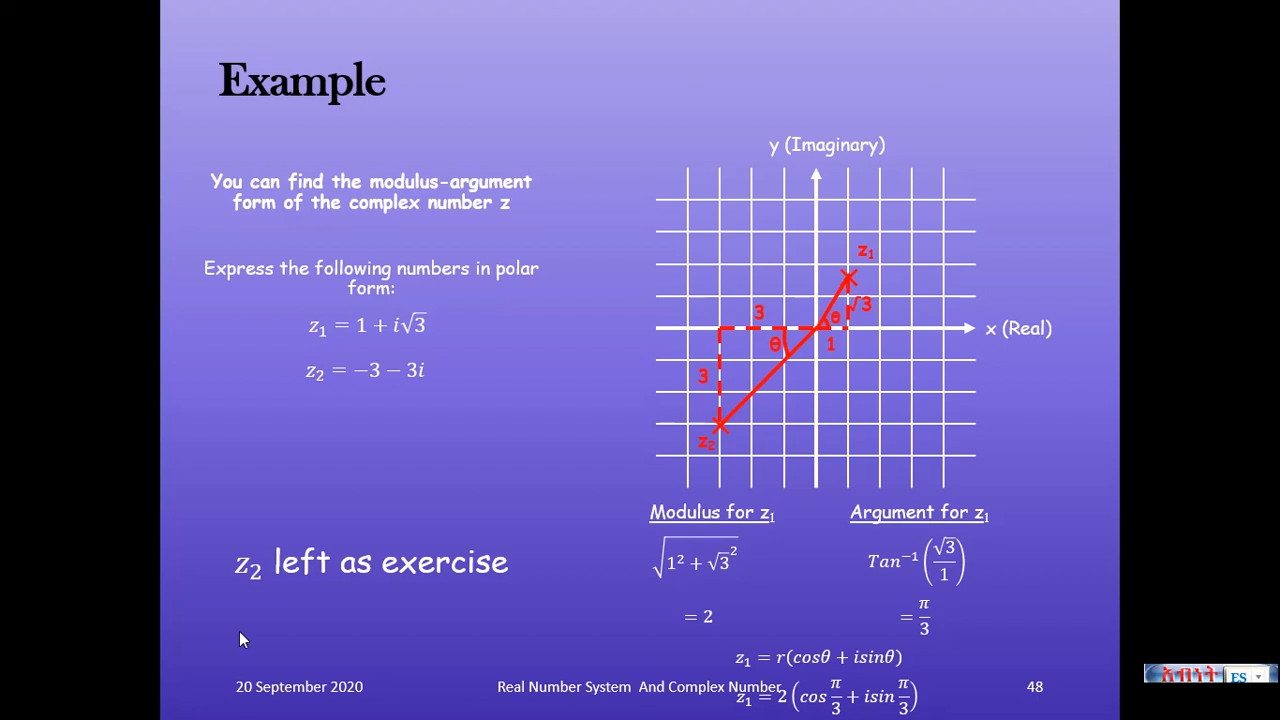 Example
You can find the modulus-argument
form of the complex number z
Express the following numbers in polar
form:
z₁ = 1 + i√3
z₂ = −3 − 3i
z₂ left as exercise
y (Imaginary)
z₁
√3
3
θ
x (Real)
θ
1
3
z₂
Modulus for z₁
Argument for z₁
√(1² + √3²)
Tan⁻¹(√3/1)
= 2
= π/3
z₁ = r(cosθ + isinθ)
z₁ = 2(cos π/3 + isin π/3)
20 September 2020
Real Number System And Complex Number
48
አብነት
ES